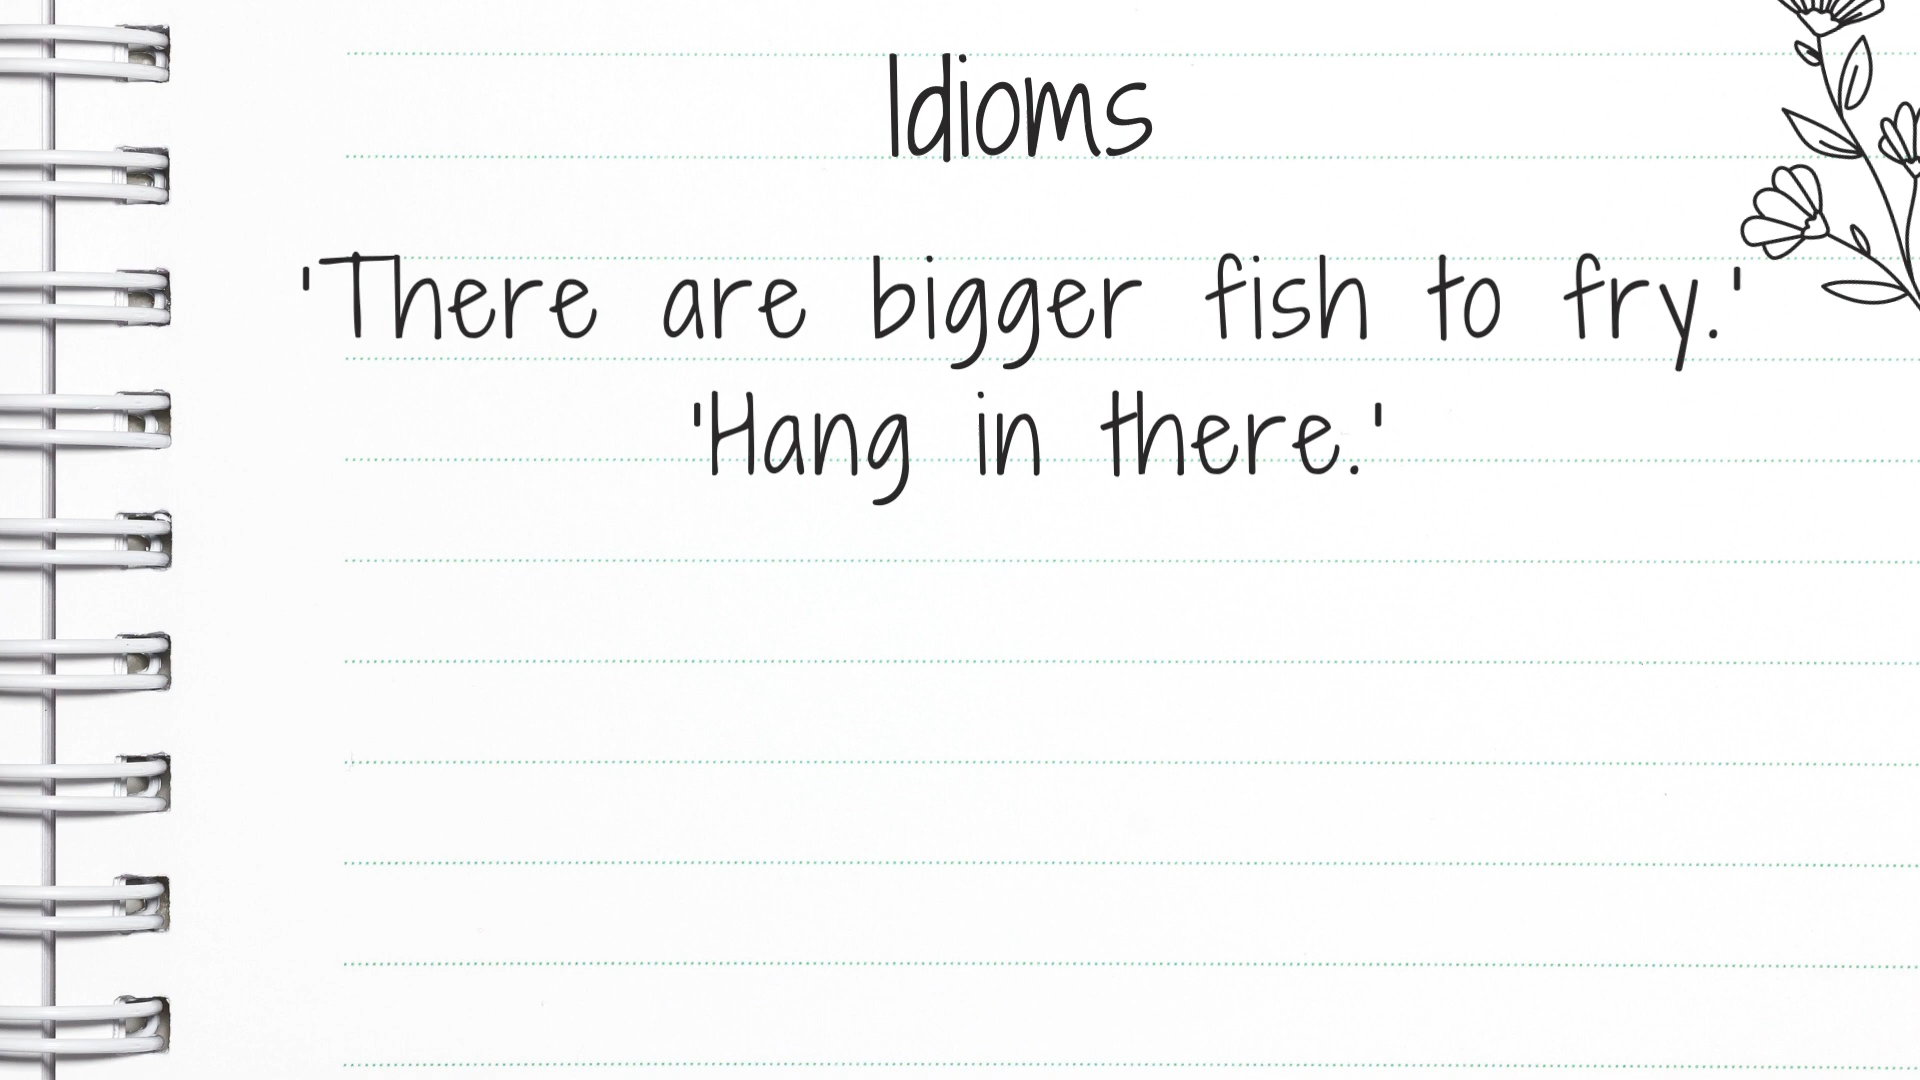 Idioms
'There are bigger fish to fry.'
'Hang in there.'